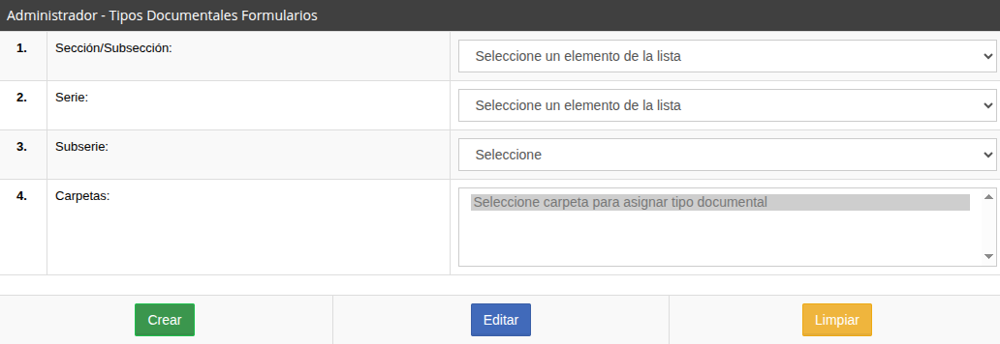 Administrador - Tipos Documentales Formularios
1. Sección/Subsección: Seleccione un elemento de la lista
2. Serie: Seleccione un elemento de la lista
3. Subserie: Seleccione
4. Carpetas: Seleccione carpeta para asignar tipo documental
Crear Editar Limpiar